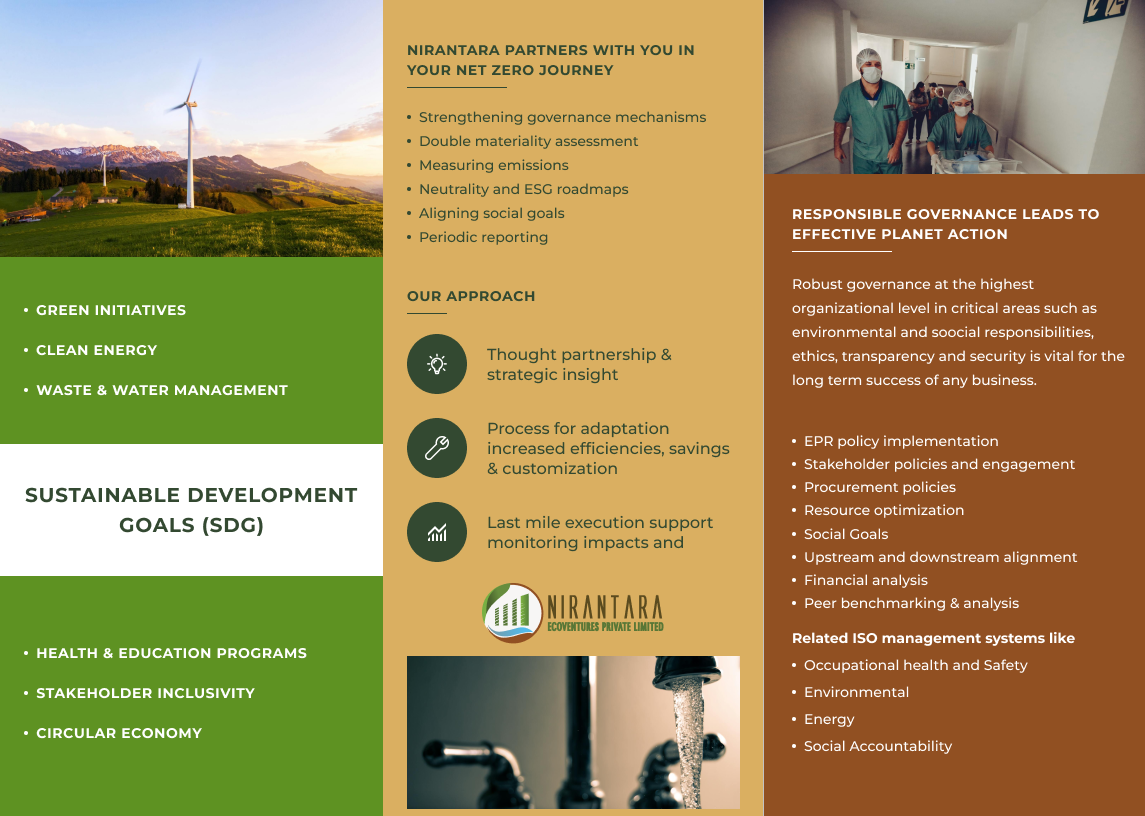 • GREEN INITIATIVES
• CLEAN ENERGY
• WASTE & WATER MANAGEMENT
SUSTAINABLE DEVELOPMENT
GOALS (SDG)
• HEALTH & EDUCATION PROGRAMS
• STAKEHOLDER INCLUSIVITY
• CIRCULAR ECONOMY
NIRANTARA PARTNERS WITH YOU IN
YOUR NET ZERO JOURNEY
• Strengthening governance mechanisms
• Double materiality assessment
• Measuring emissions
• Neutrality and ESG roadmaps
• Aligning social goals
• Periodic reporting
OUR APPROACH
Thought partnership &
strategic insight
Process for adaptation
increased efficiencies, savings
& customization
Last mile execution support
monitoring impacts and
NIRANTARA
ECOVENTURES PRIVATE LIMITED
RESPONSIBLE GOVERNANCE LEADS TO
EFFECTIVE PLANET ACTION
Robust governance at the highest
organizational level in critical areas such as
environmental and soocial responsibilities,
ethics, transparency and security is vital for the
long term success of any business.
• EPR policy implementation
• Stakeholder policies and engagement
• Procurement policies
• Resource optimization
• Social Goals
• Upstream and downstream alignment
• Financial analysis
• Peer benchmarking & analysis
Related ISO management systems like
• Occupational health and Safety
• Environmental
• Energy
• Social Accountability